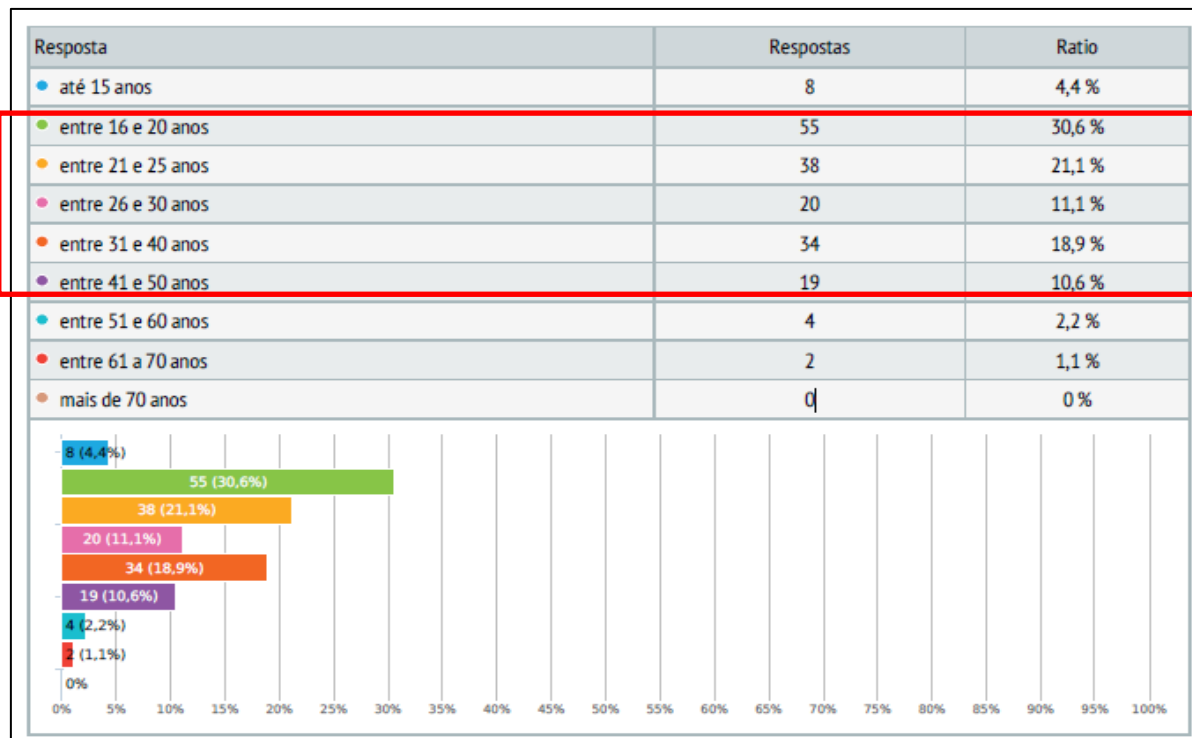 Resposta Respostas Ratio
até 15 anos 8 4,4 %
entre 16 e 20 anos 55 30,6 %
entre 21 e 25 anos 38 21,1 %
entre 26 e 30 anos 20 11,1 %
entre 31 e 40 anos 34 18,9 %
entre 41 e 50 anos 19 10,6 %
entre 51 e 60 anos 4 2,2 %
entre 61 a 70 anos 2 1,1 %
mais de 70 anos 0 0 %
8 (4,4%)
55 (30,6%)
38 (21,1%)
20 (11,1%)
34 (18,9%)
19 (10,6%)
4 (2,2%)
2 (1,1%)
0%
0% 5% 10% 15% 20% 25% 30% 35% 40% 45% 50% 55% 60% 65% 70% 75% 80% 85% 90% 95% 100%